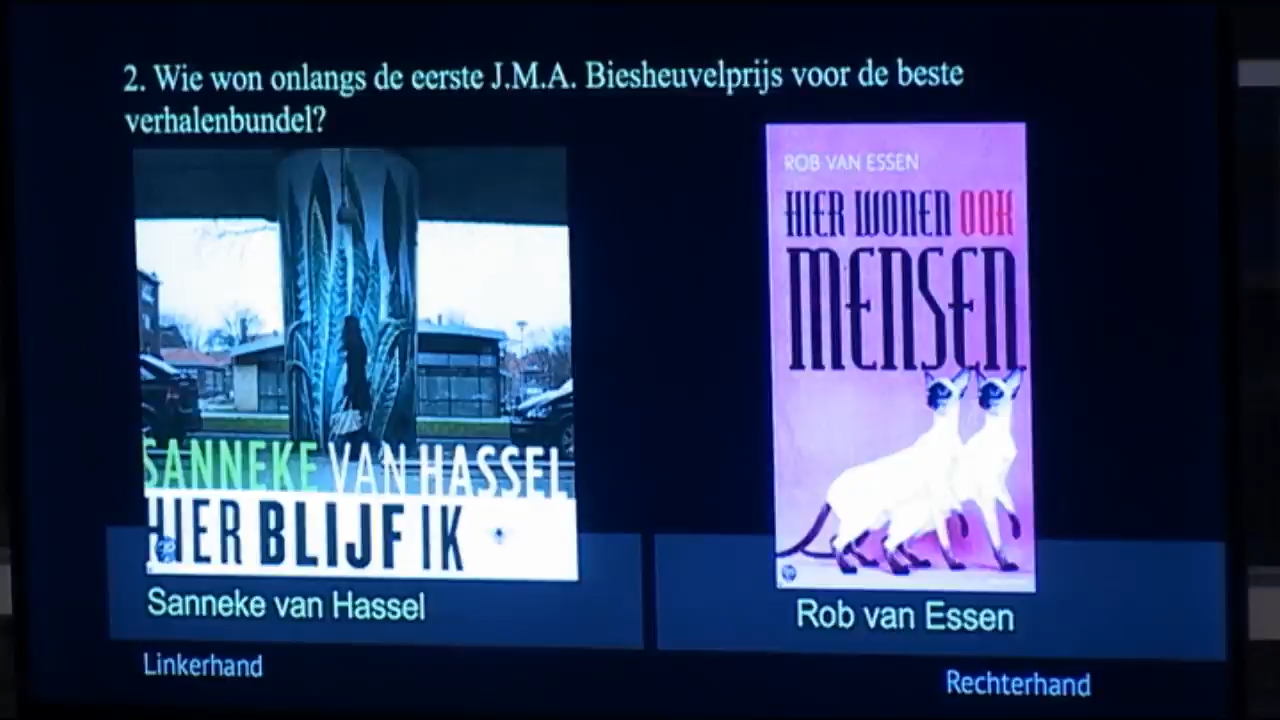 2. Wie won onlangs de eerste J.M.A. Biesheuvelprijs voor de beste
verhalenbundel?
SANNEKE VAN HASSEL
HIER BLIJF IK
Sanneke van Hassel
Linkerhand
ROB VAN ESSEN
HIER WONEN OOK
MENSEN
Rob van Essen
Rechterhand